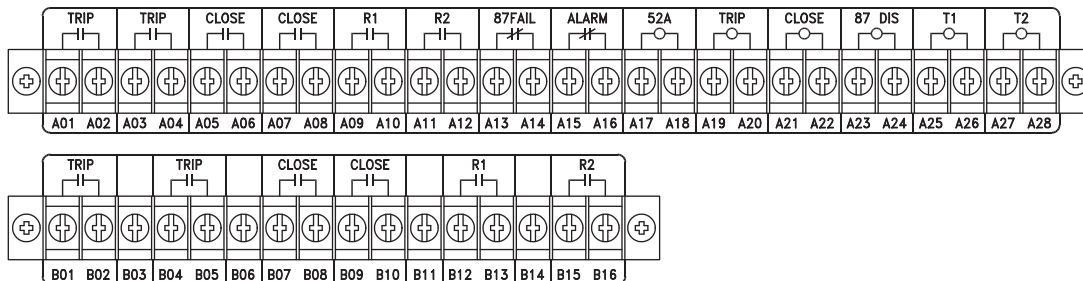 TRIP TRIP CLOSE CLOSE R1 R2 87FAIL ALARM 52A TRIP CLOSE 87 DIS T1 T2
A01 A02 A03 A04 A05 A06 A07 A08 A09 A10 A11 A12 A13 A14 A15 A16 A17 A18 A19 A20 A21 A22 A23 A24 A25 A26 A27 A28
TRIP TRIP CLOSE CLOSE R1 R2
B01 B02 B03 B04 B05 B06 B07 B08 B09 B10 B11 B12 B13 B14 B15 B16